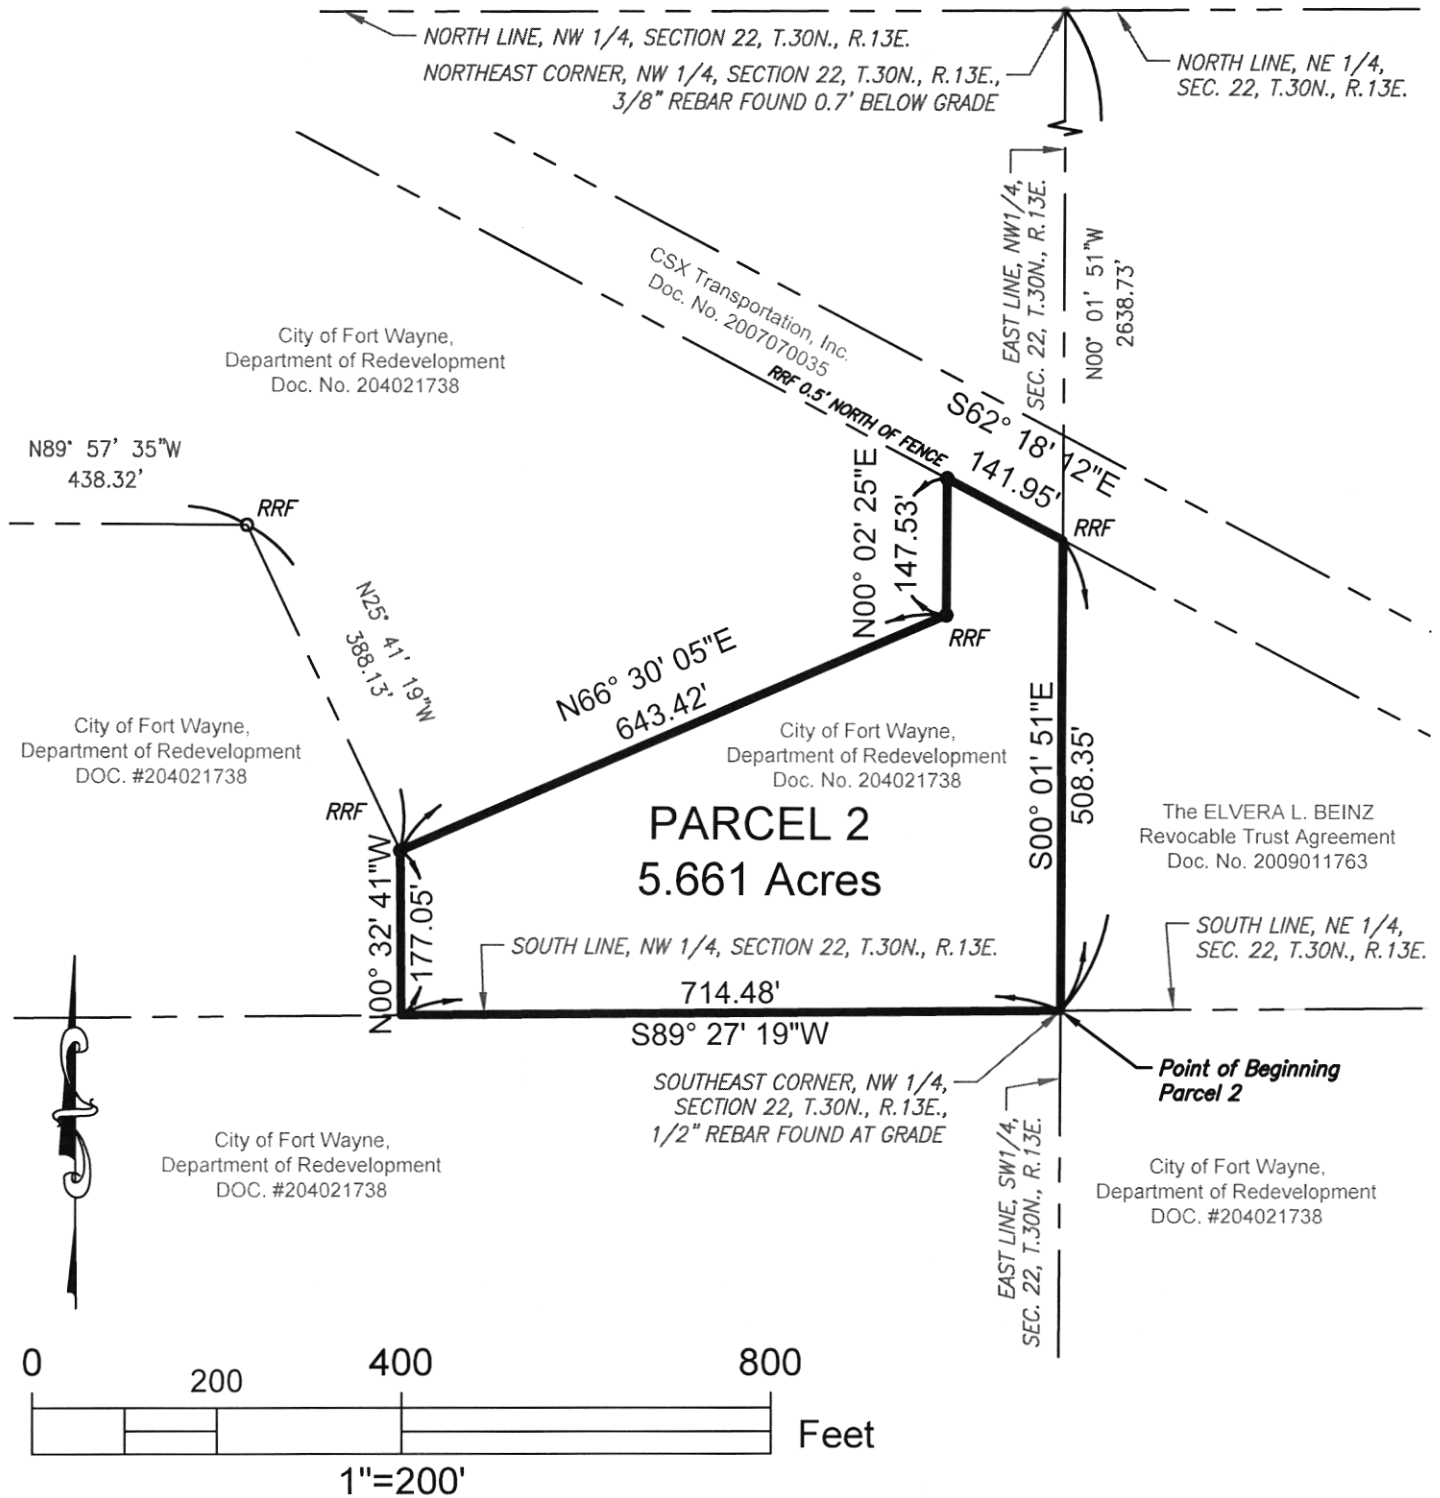 NORTH LINE, NW 1/4, SECTION 22, T.30N., R.13E.
NORTHEAST CORNER, NW 1/4, SECTION 22, T.30N., R.13E.,
3/8" REBAR FOUND 0.7' BELOW GRADE
NORTH LINE, NE 1/4,
SEC. 22, T.30N., R.13E.
EAST LINE, NW1/4,
SEC. 22, T.30N., R.13E.
N00° 01' 51"W
2638.73'
CSX Transportation, Inc.
Doc. No. 2007070035
City of Fort Wayne,
Department of Redevelopment
Doc. No. 204021738
RRF 0.5' NORTH OF FENCE
S62° 18' 12"E
141.95'
N89° 57' 35"W
438.32'
RRF
N00° 02' 25"E
147.53'
RRF
RRF
N25° 41' 19"W
388.13'
N66° 30' 05"E
643.42'
City of Fort Wayne,
Department of Redevelopment
DOC. #204021738
City of Fort Wayne,
Department of Redevelopment
Doc. No. 204021738
S00° 01' 51"E
508.35'
RRF
PARCEL 2
5.661 Acres
The ELVERA L. BEINZ
Revocable Trust Agreement
Doc. No. 2009011763
N00° 32' 41"W
177.05'
SOUTH LINE, NW 1/4, SECTION 22, T.30N., R.13E.
SOUTH LINE, NE 1/4,
SEC. 22, T.30N., R.13E.
714.48'
S89° 27' 19"W
SOUTHEAST CORNER, NW 1/4,
SECTION 22, T.30N., R.13E.,
1/2" REBAR FOUND AT GRADE
Point of Beginning
Parcel 2
EAST LINE, SW1/4,
SEC. 22, T.30N., R.13E.
City of Fort Wayne,
Department of Redevelopment
DOC. #204021738
City of Fort Wayne,
Department of Redevelopment
DOC. #204021738
0
200
400
800
Feet
1"=200'